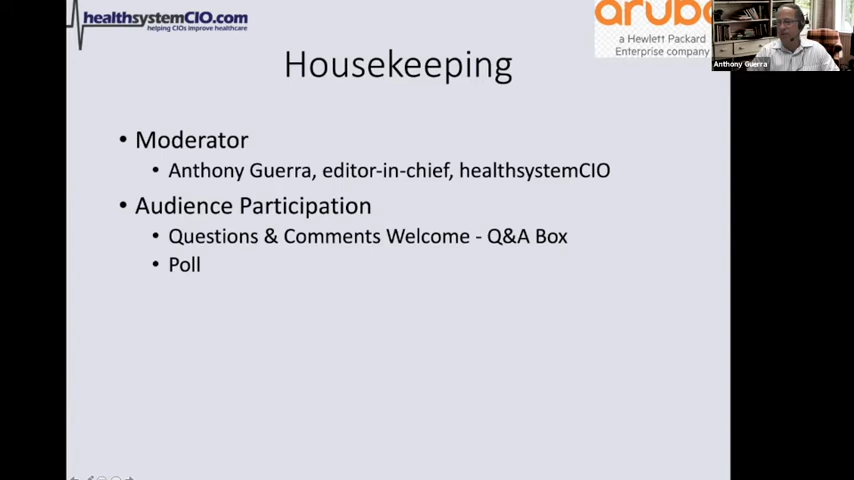 healthsystemCIO.com
helping CIOs improve healthcare
aruba
a Hewlett Packard
Enterprise company
Anthony Guerra
Housekeeping
• Moderator
• Anthony Guerra, editor-in-chief, healthsystemCIO
• Audience Participation
• Questions & Comments Welcome - Q&A Box
• Poll